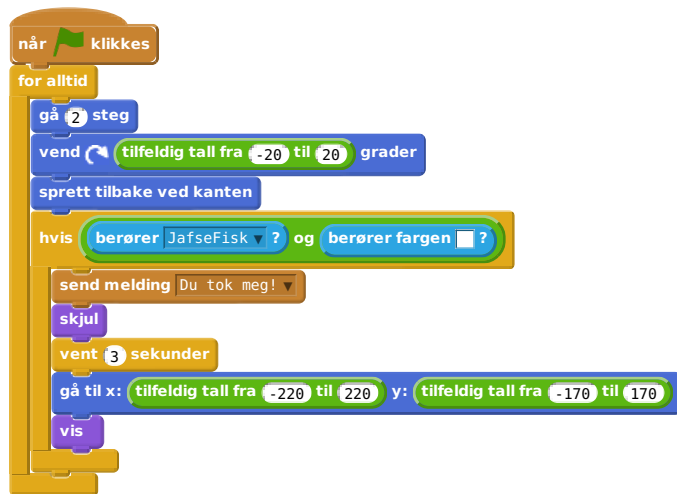 når klikkes
for alltid
gå 2 steg
vend tilfeldig tall fra -20 til 20 grader
sprett tilbake ved kanten
hvis berører JafseFisk ? og berører fargen ?
send melding Du tok meg!
skjul
vent 3 sekunder
gå til x: tilfeldig tall fra -220 til 220 y: tilfeldig tall fra -170 til 170
vis